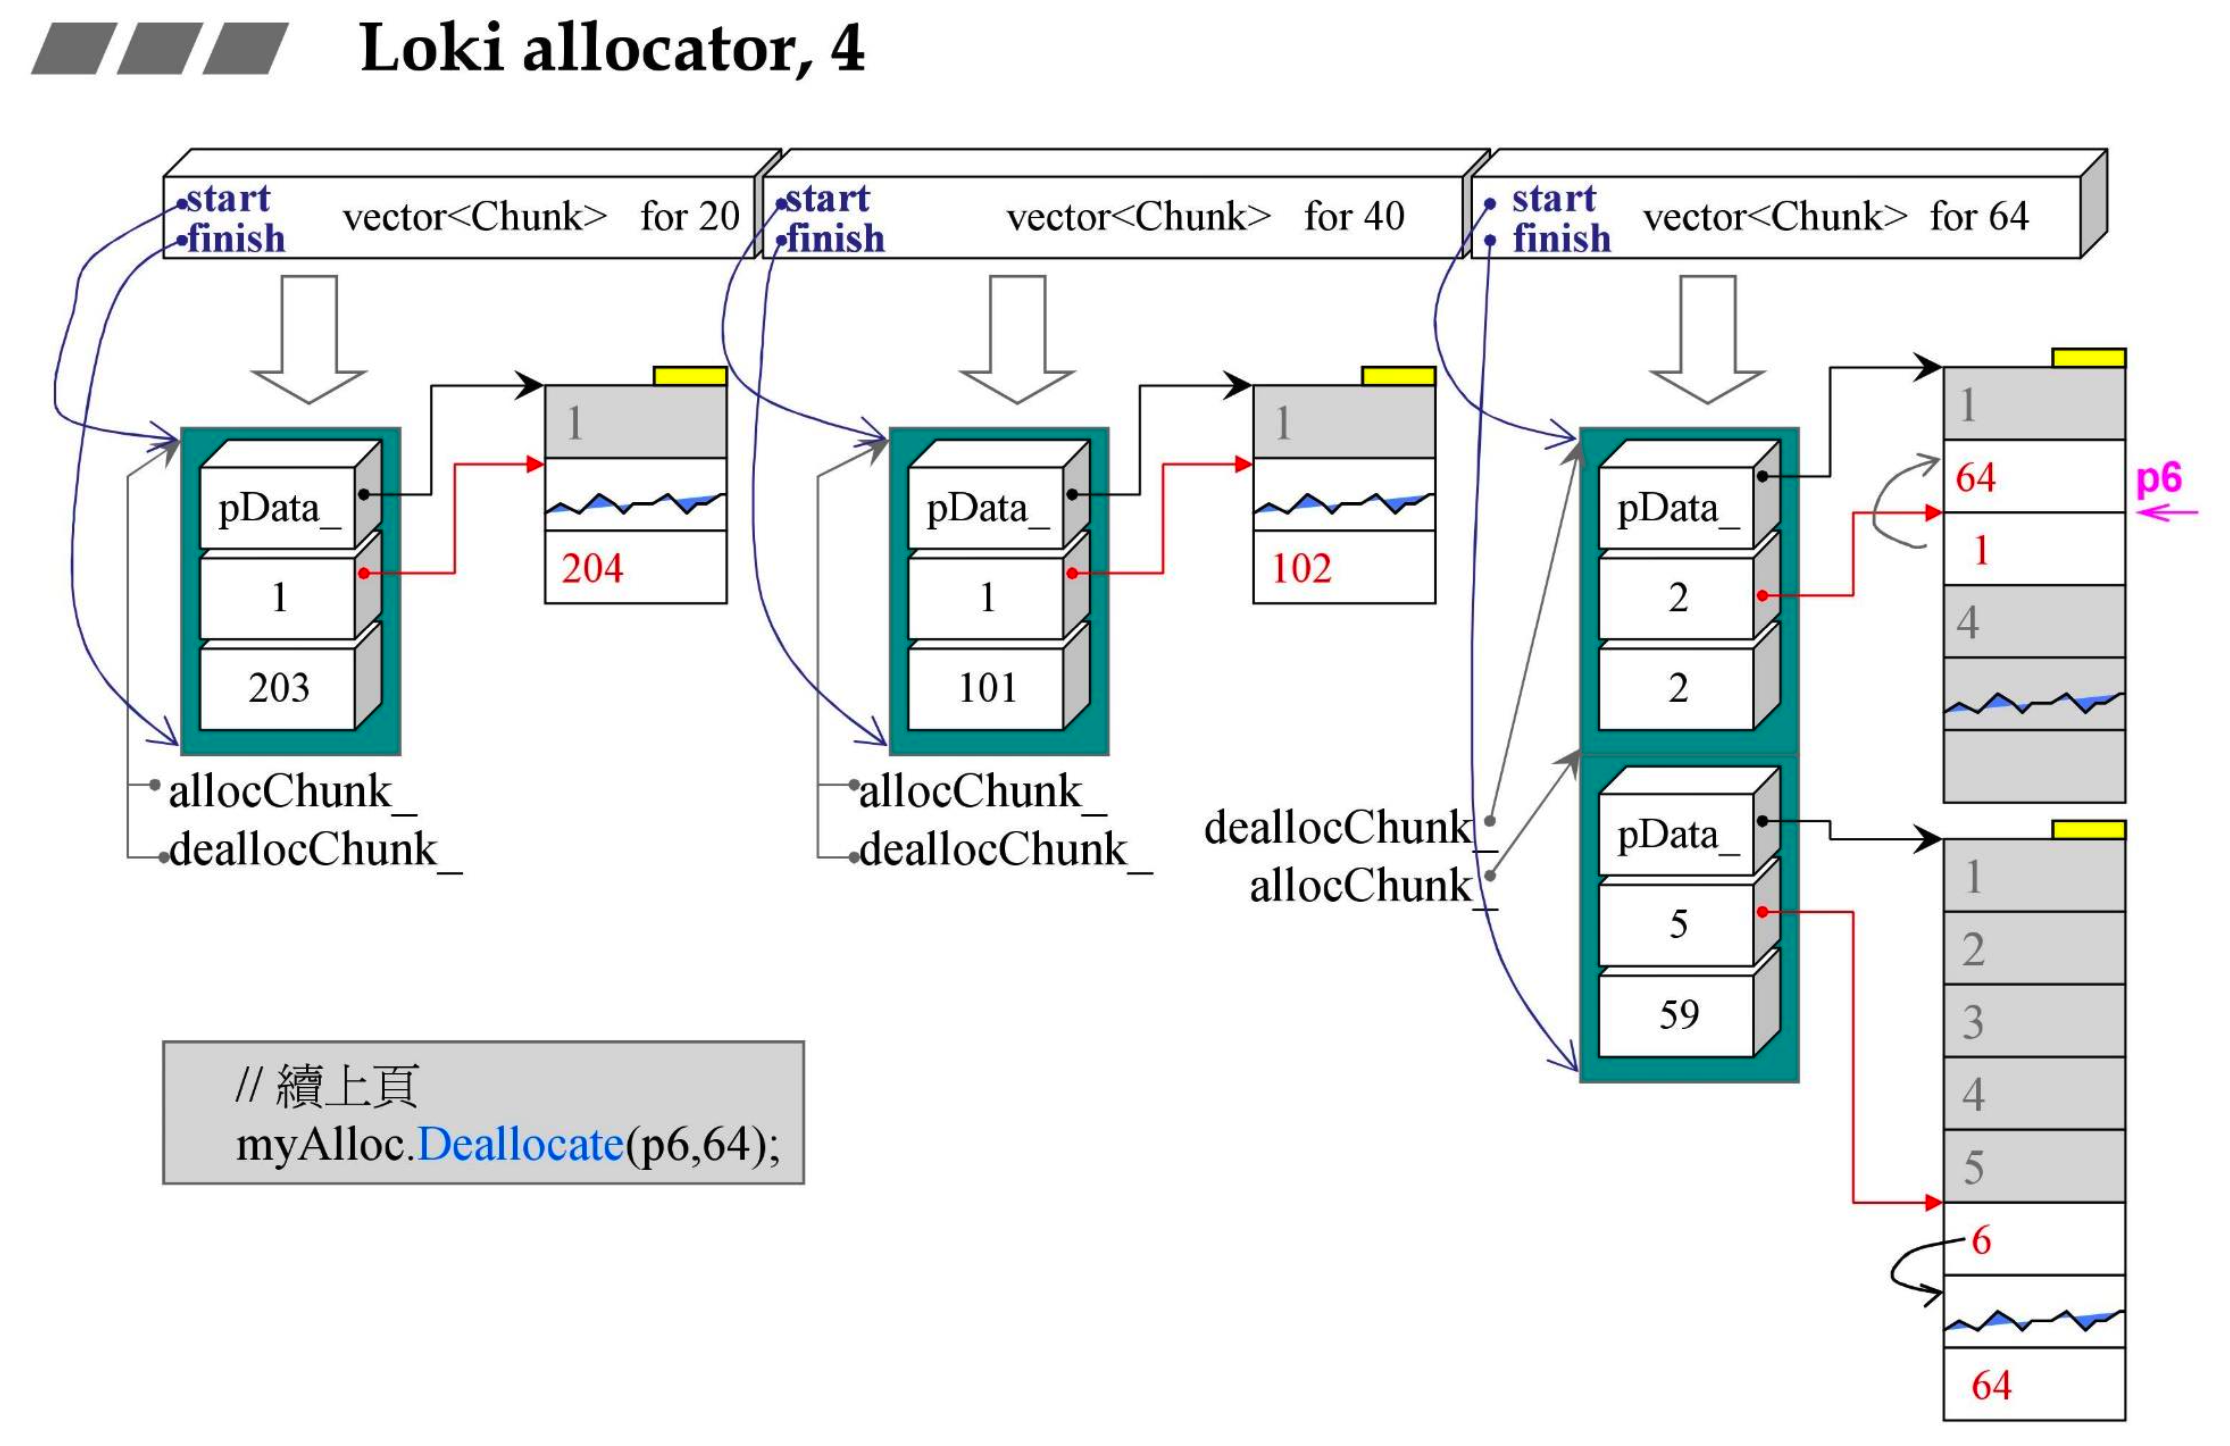 Loki allocator, 4
start
finish
vector<Chunk> for 20
start
finish
vector<Chunk> for 40
start
finish
vector<Chunk> for 64
pData_
1
203
1
204
allocChunk_
deallocChunk_
pData_
1
101
1
102
allocChunk_
deallocChunk_
pData_
2
2
1
64
1
4
p6
deallocChunk_
allocChunk_
pData_
5
59
1
2
3
4
5
6
64
// 續上頁
myAlloc.Deallocate(p6,64);